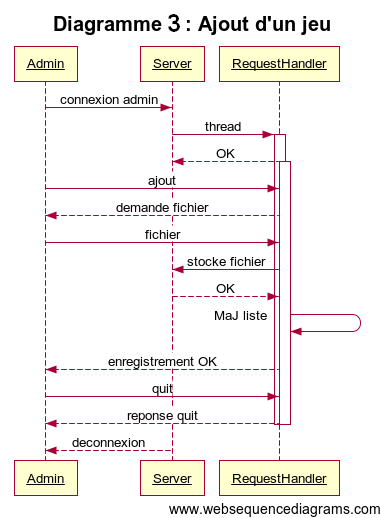 Diagramme 3 : Ajout d'un jeu
Admin Server RequestHandler
connexion admin
thread
OK
ajout
demande fichier
fichier
stocke fichier
OK
MaJ liste
enregistrement OK
quit
reponse quit
deconnexion
Admin Server RequestHandler
www.websequencediagrams.com